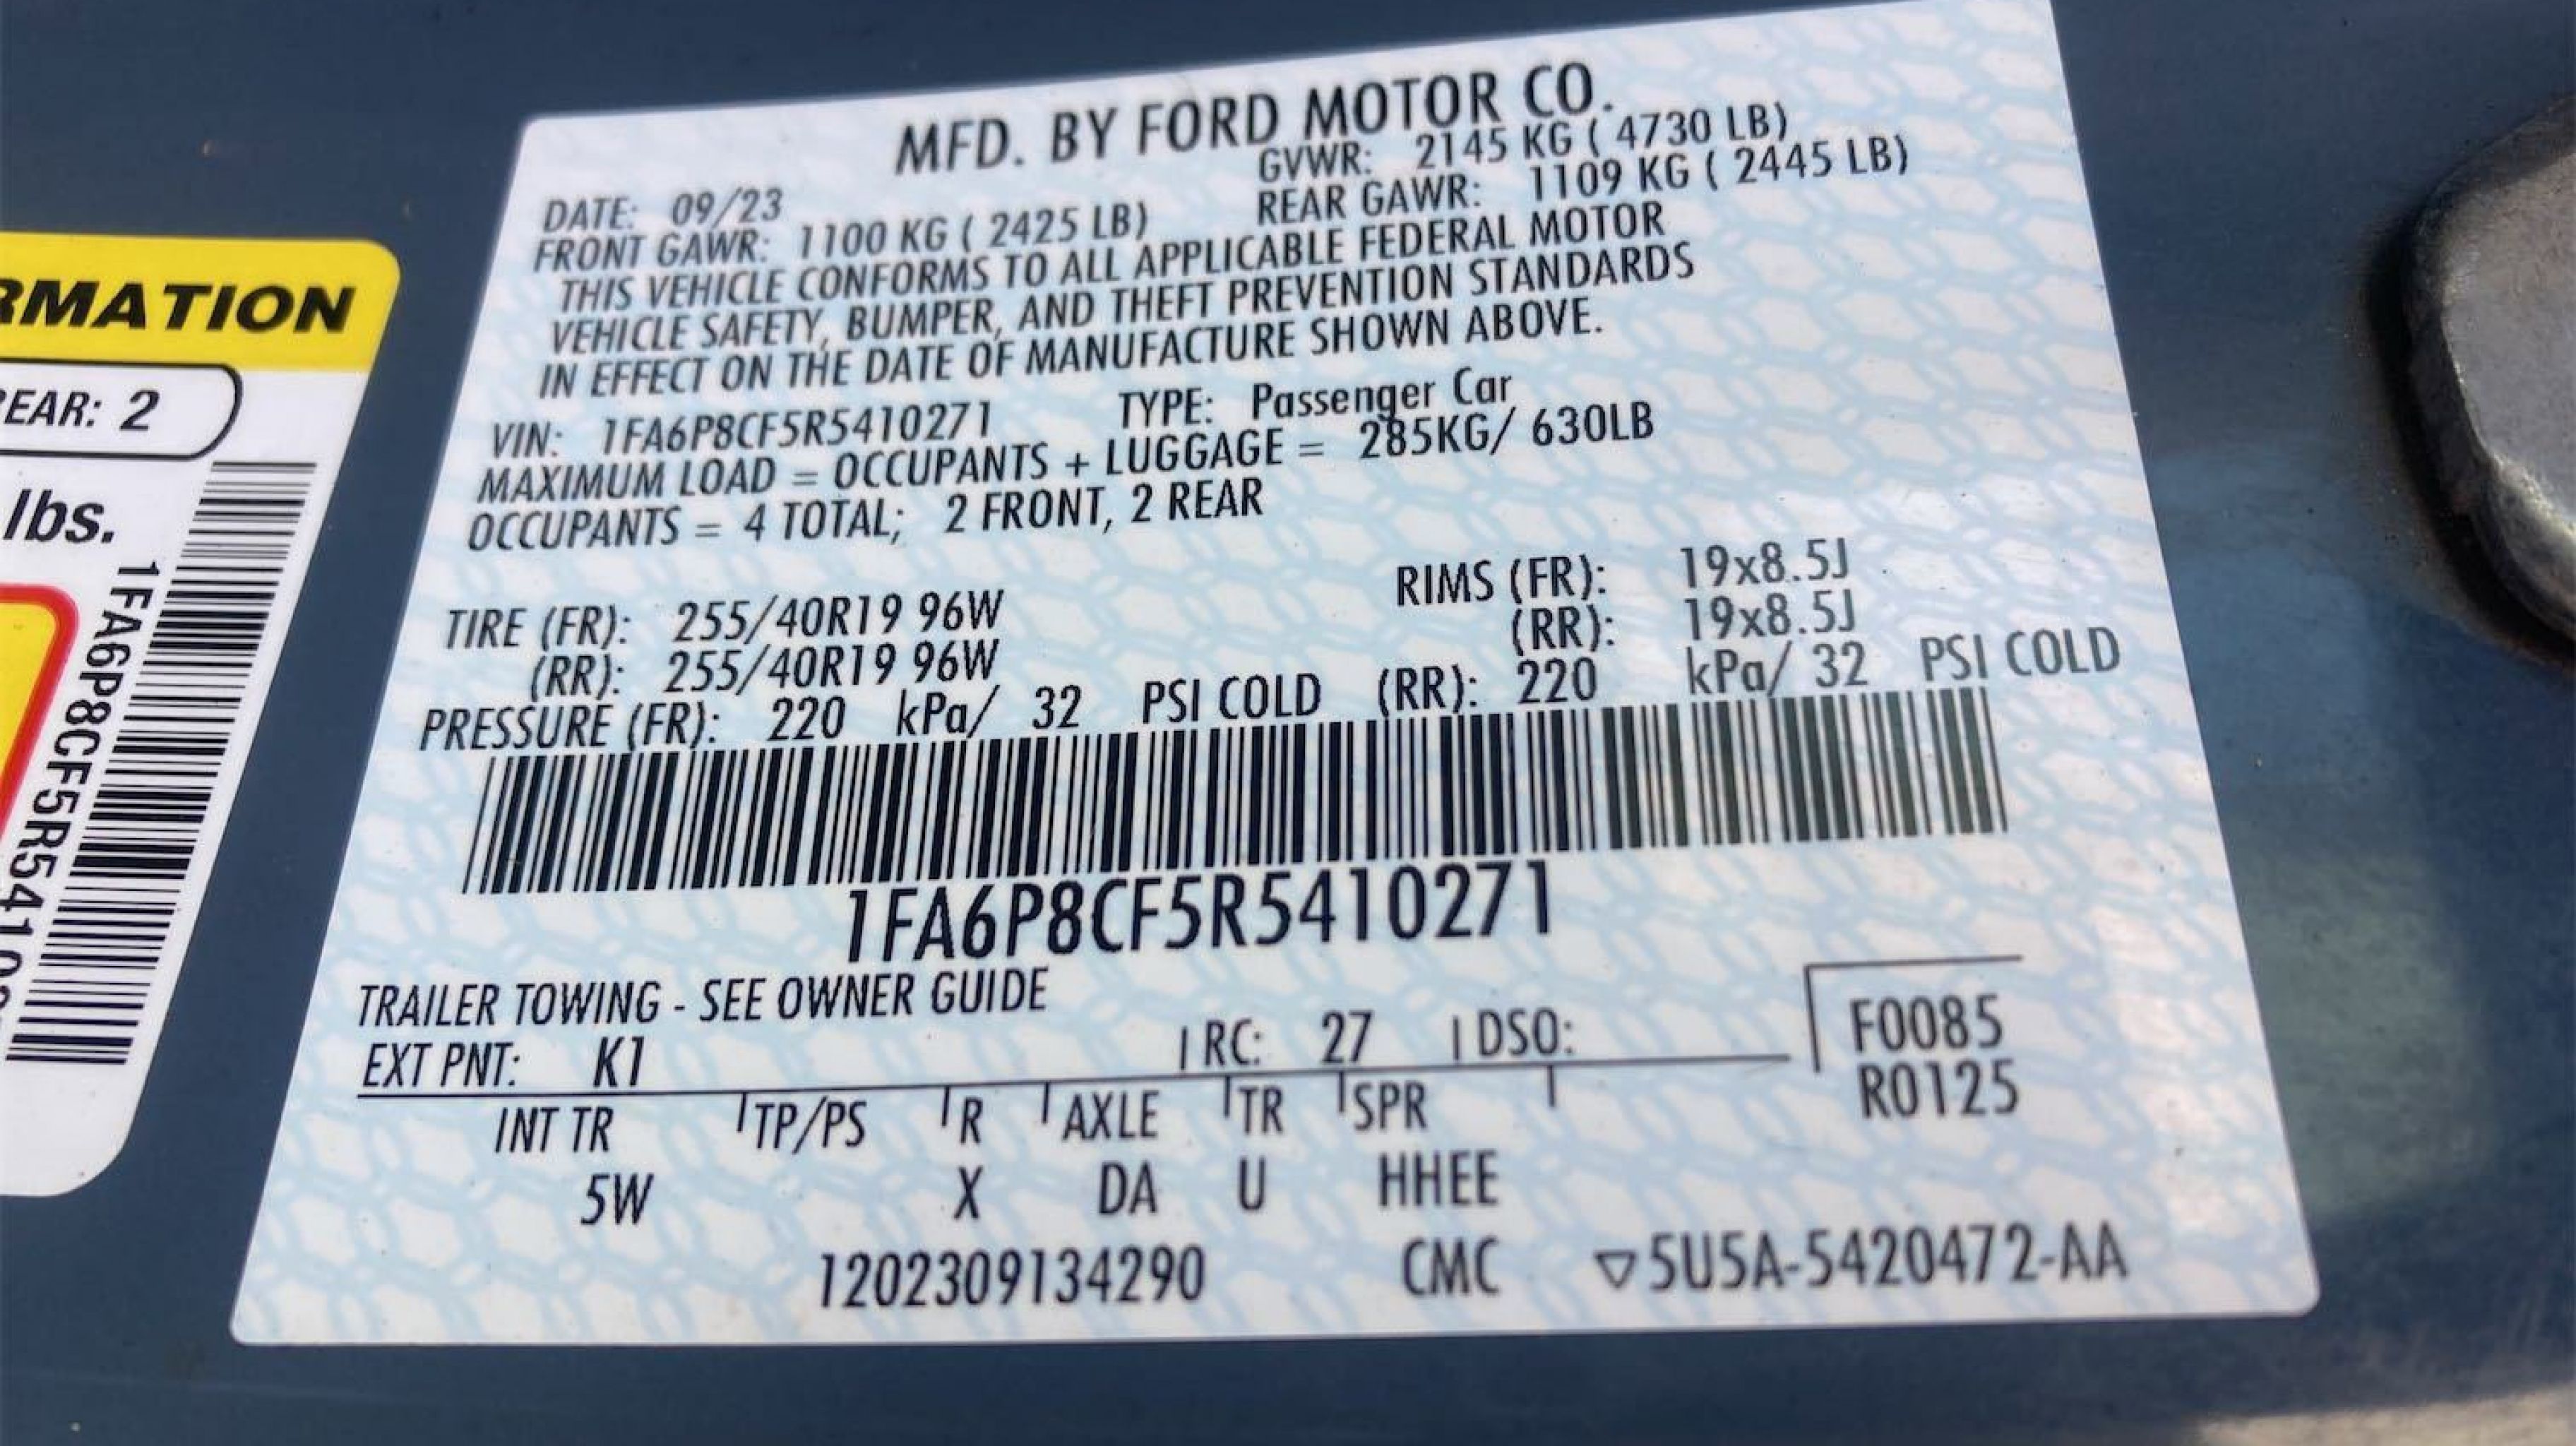 MFD. BY FORD MOTOR CO.
DATE: 09/23 GVWR: 2145 KG ( 4730 LB)
FRONT GAWR: 1100 KG ( 2425 LB) REAR GAWR: 1109 KG ( 2445 LB)
THIS VEHICLE CONFORMS TO ALL APPLICABLE FEDERAL MOTOR
VEHICLE SAFETY, BUMPER, AND THEFT PREVENTION STANDARDS
IN EFFECT ON THE DATE OF MANUFACTURE SHOWN ABOVE.
VIN: 1FA6P8CF5R5410271 TYPE: Passenger Car
MAXIMUM LOAD = OCCUPANTS + LUGGAGE = 285KG/ 630LB
OCCUPANTS = 4 TOTAL; 2 FRONT, 2 REAR
TIRE (FR): 255/40R19 96W RIMS (FR): 19x8.5J
(RR): 255/40R19 96W (RR): 19x8.5J
PRESSURE (FR): 220 kPa/ 32 PSI COLD (RR): 220 kPa/ 32 PSI COLD
1FA6P8CF5R5410271
TRAILER TOWING - SEE OWNER GUIDE
EXT PNT: K1 RC: 27 DSO: F0085
R0125
INT TR TP/PS R AXLE TR SPR
5W X DA U HHEE
1202309134290 CMC ▽5U5A-5420472-AA
RMATION
EAR: 2
lbs.
1FA6P8CF5R5410